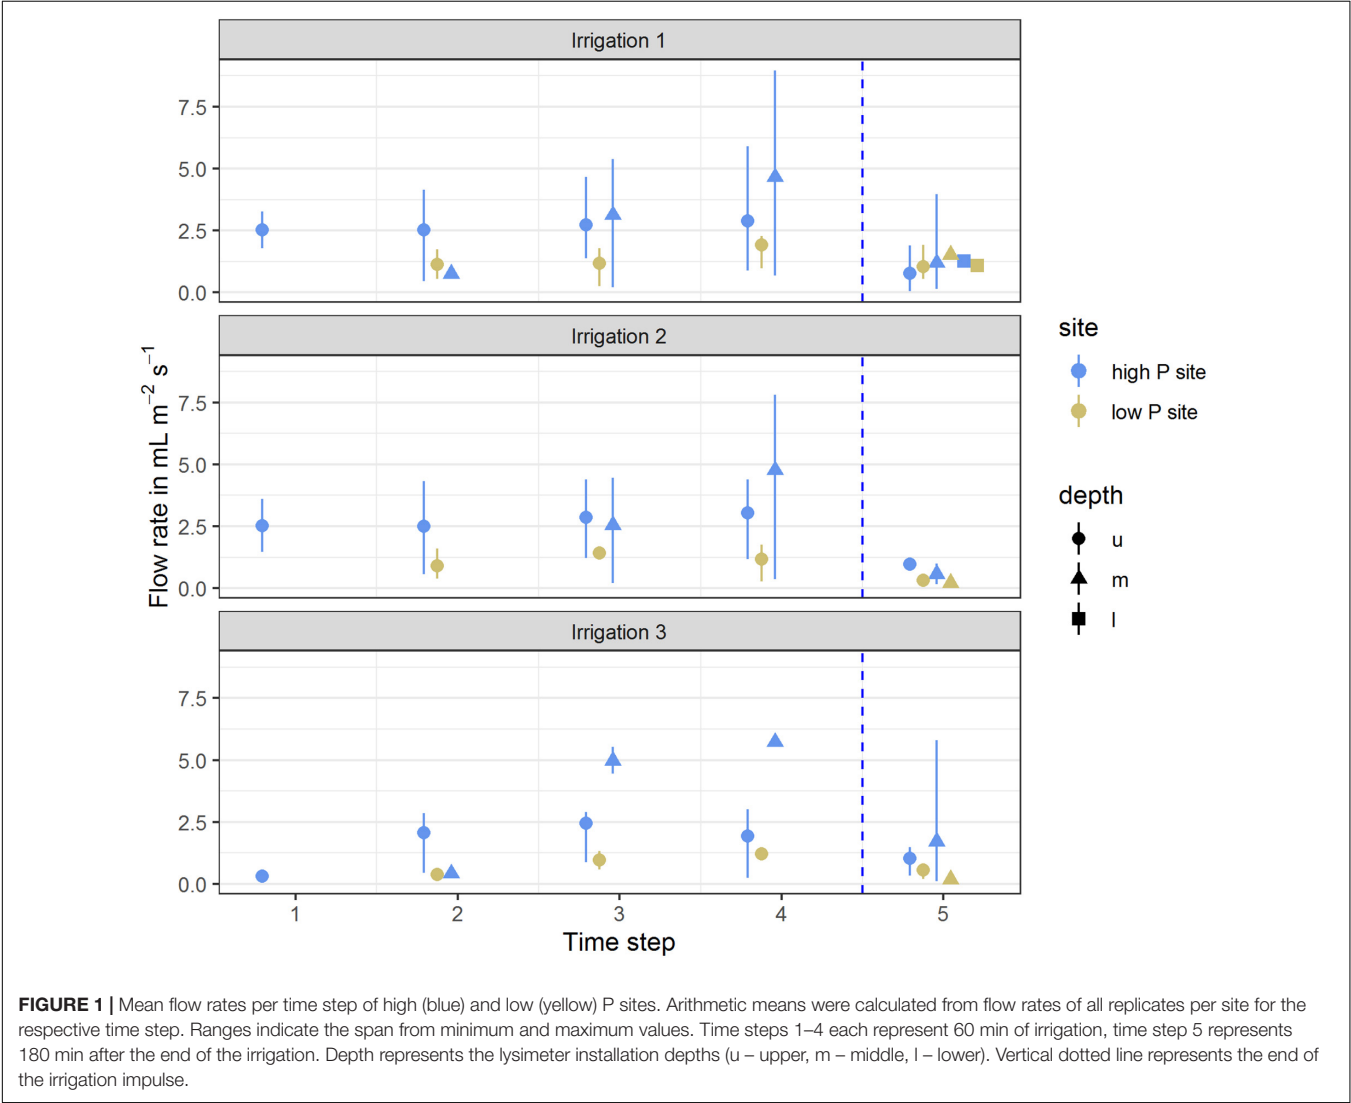 Irrigation 1
7.5
5.0
2.5
0.0
Irrigation 2
7.5
5.0
2.5
0.0
Irrigation 3
7.5
5.0
2.5
0.0
1 2 3 4 5
Time step
Flow rate in mL m−2 s−1
site
high P site
low P site
depth
u
m
l
FIGURE 1 | Mean flow rates per time step of high (blue) and low (yellow) P sites. Arithmetic means were calculated from flow rates of all replicates per site for the
respective time step. Ranges indicate the span from minimum and maximum values. Time steps 1–4 each represent 60 min of irrigation, time step 5 represents
180 min after the end of the irrigation. Depth represents the lysimeter installation depths (u – upper, m – middle, l – lower). Vertical dotted line represents the end of
the irrigation impulse.